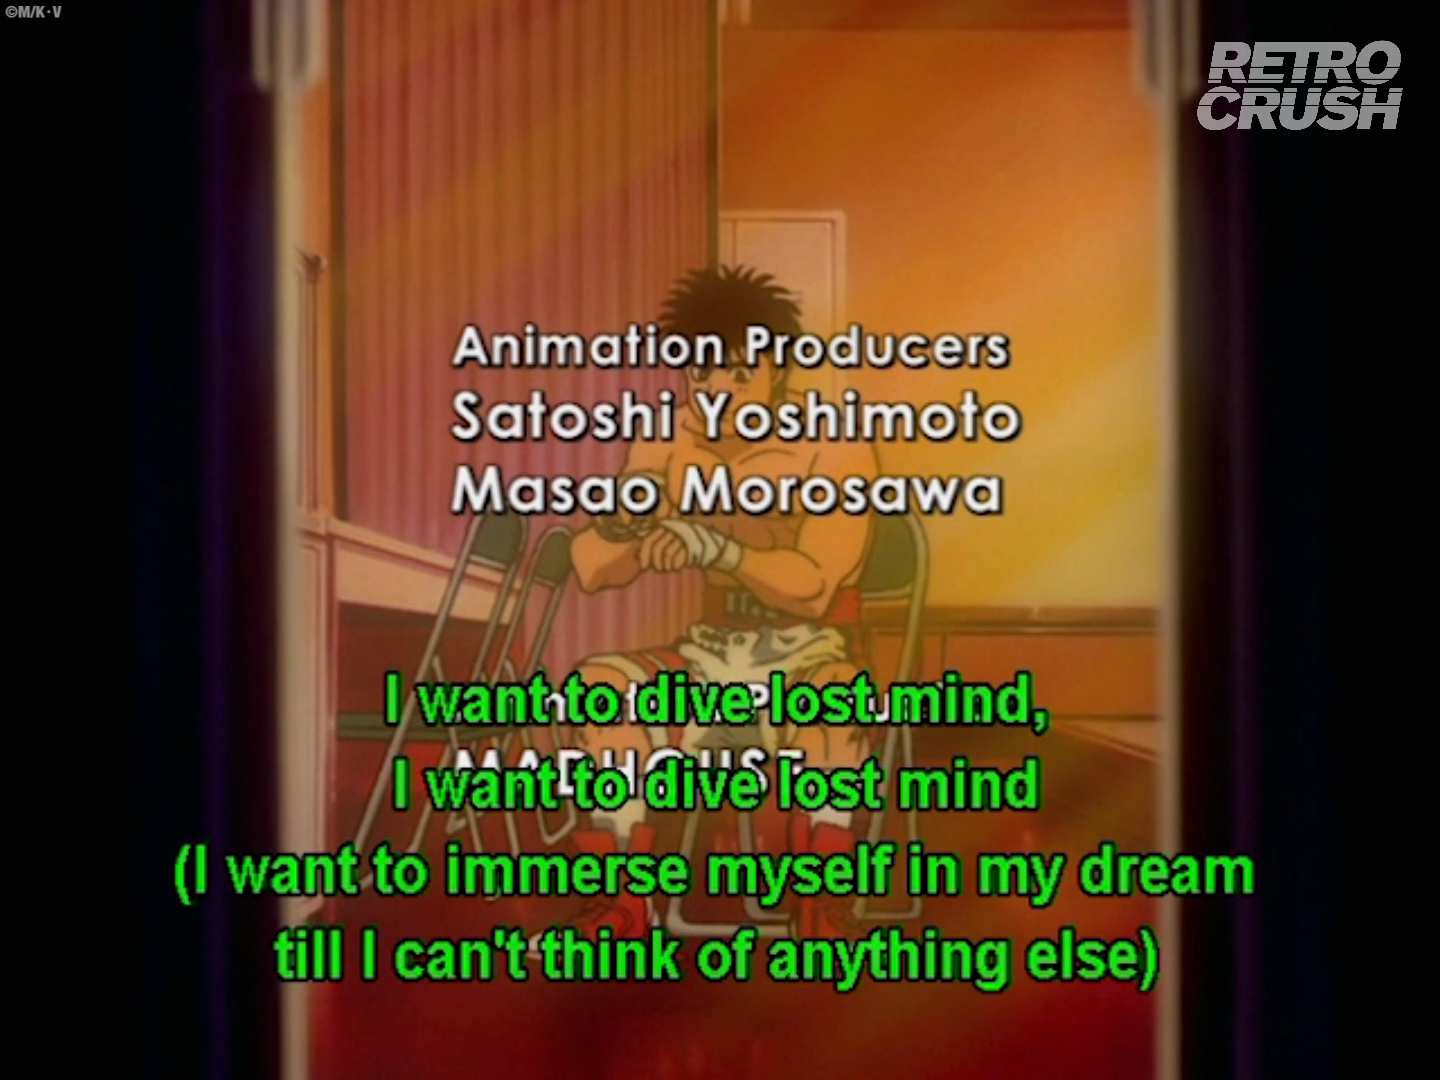 ©M/K·V
RETRO
CRUSH
Animation Producers
Satoshi Yoshimoto
Masao Morosawa
I want to dive lost mind,
MADHOUSE
I want to dive lost mind
(I want to immerse myself in my dream
till I can't think of anything else)